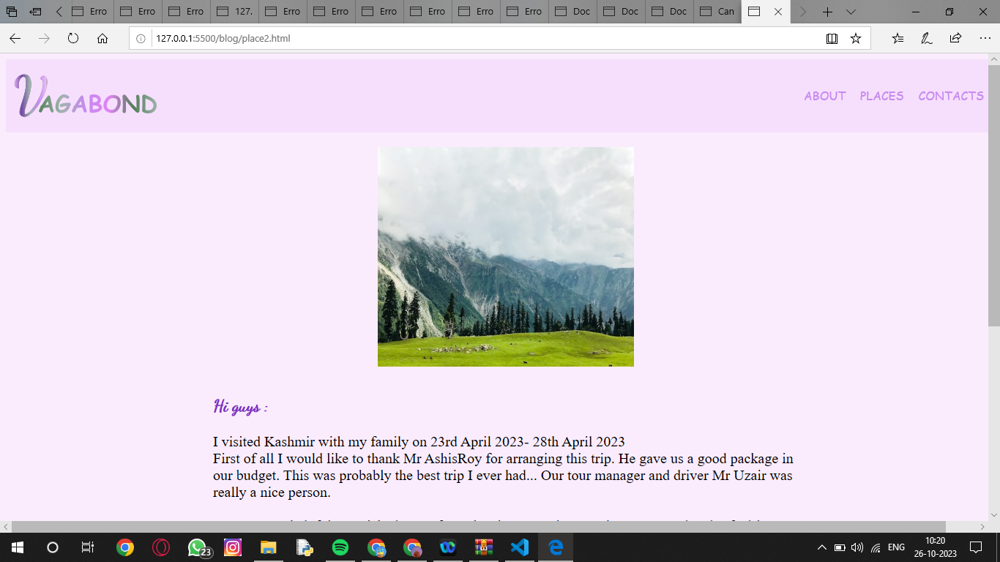 Erro Erro Erro 127. Erro Erro Erro Erro Erro Erro Doc Doc Doc Can
127.0.0.1:5500/blog/place2.html
VAGABOND
ABOUT PLACES CONTACTS
Hi guys :
I visited Kashmir with my family on 23rd April 2023- 28th April 2023
First of all I would like to thank Mr AshisRoy for arranging this trip. He gave us a good package in
our budget. This was probably the best trip I ever had... Our tour manager and driver Mr Uzair was
really a nice person.
23
ENG
10:20
26-10-2023